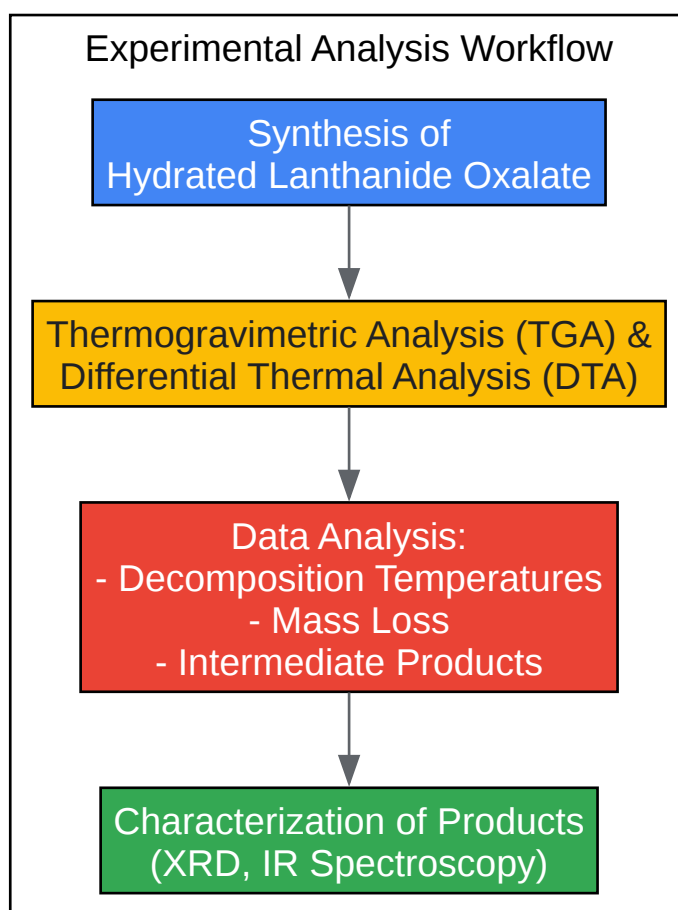 Experimental Analysis Workflow
Synthesis of
Hydrated Lanthanide Oxalate
Thermogravimetric Analysis (TGA) &
Differential Thermal Analysis (DTA)
Data Analysis:
- Decomposition Temperatures
- Mass Loss
- Intermediate Products
Characterization of Products
(XRD, IR Spectroscopy)